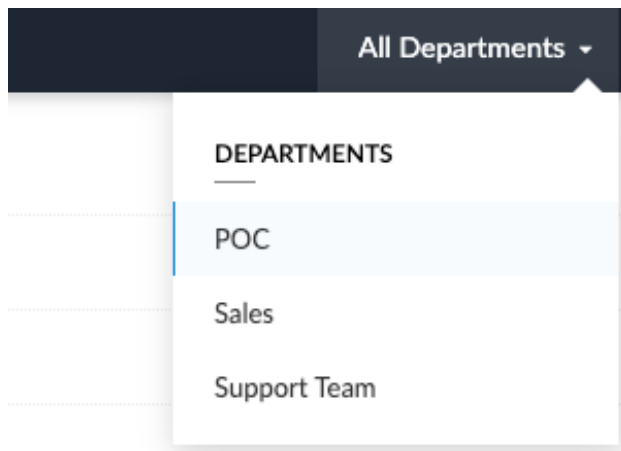 All Departments
DEPARTMENTS
POC
Sales
Support Team